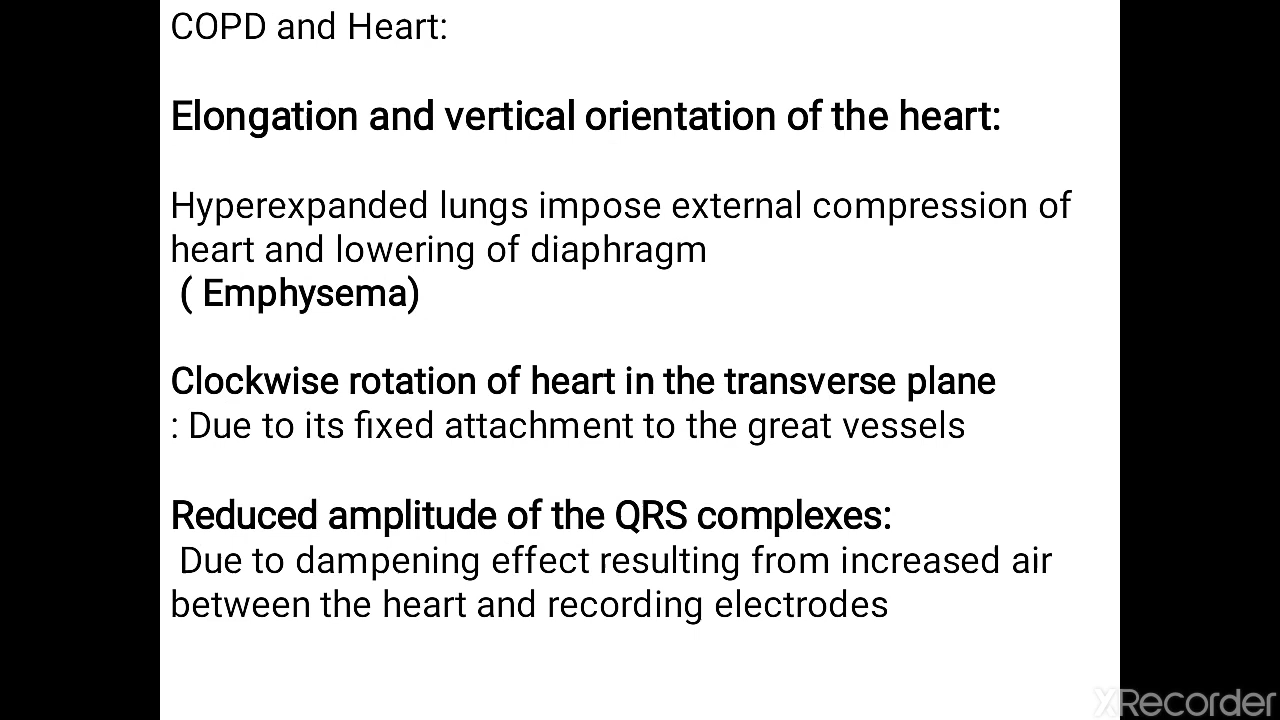 COPD and Heart:
Elongation and vertical orientation of the heart:
Hyperexpanded lungs impose external compression of
heart and lowering of diaphragm
( Emphysema)
Clockwise rotation of heart in the transverse plane
: Due to its fixed attachment to the great vessels
Reduced amplitude of the QRS complexes:
Due to dampening effect resulting from increased air
between the heart and recording electrodes
XRecorder